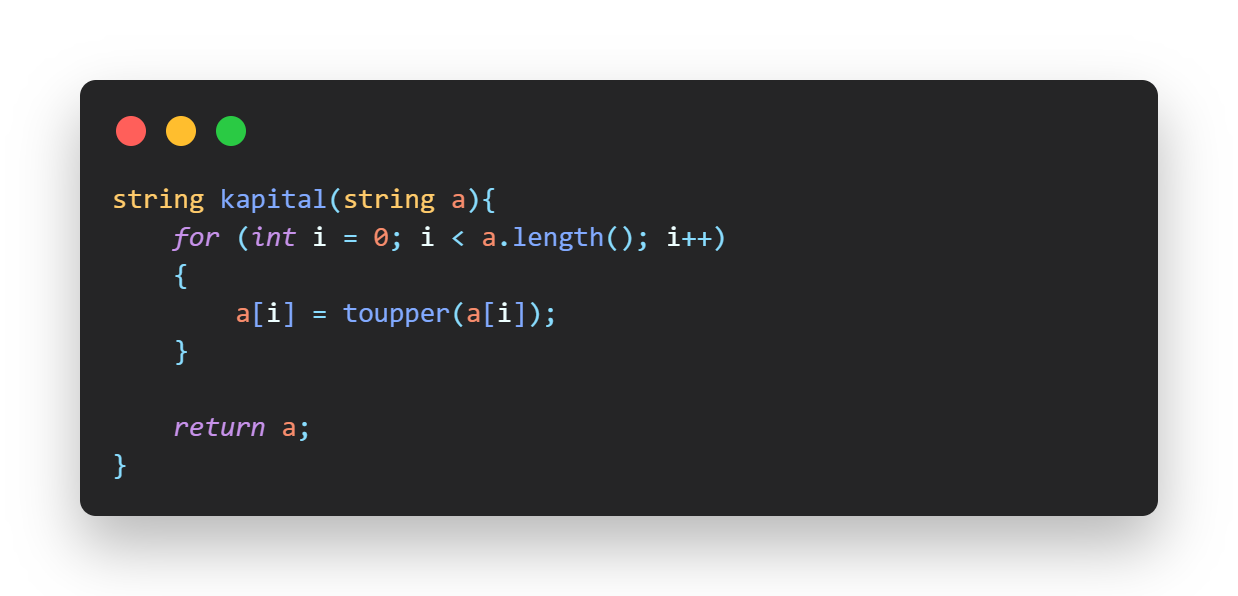 string kapital(string a){
    for (int i = 0; i < a.length(); i++)
    {
        a[i] = toupper(a[i]);
    }

    return a;
}